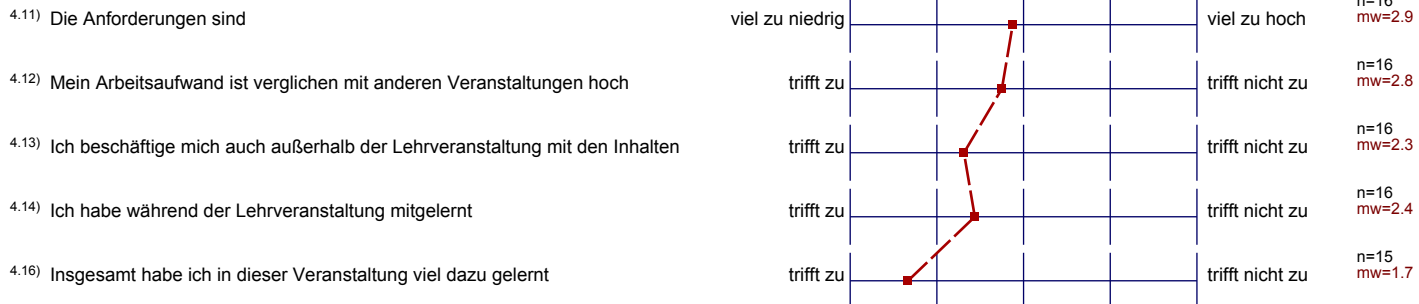 4.11) Die Anforderungen sind viel zu niedrig viel zu hoch n=16
mw=2.9
4.12) Mein Arbeitsaufwand ist verglichen mit anderen Veranstaltungen hoch trifft zu trifft nicht zu n=16
mw=2.8
4.13) Ich beschäftige mich auch außerhalb der Lehrveranstaltung mit den Inhalten trifft zu trifft nicht zu n=16
mw=2.3
4.14) Ich habe während der Lehrveranstaltung mitgelernt trifft zu trifft nicht zu n=16
mw=2.4
4.16) Insgesamt habe ich in dieser Veranstaltung viel dazu gelernt trifft zu trifft nicht zu n=15
mw=1.7